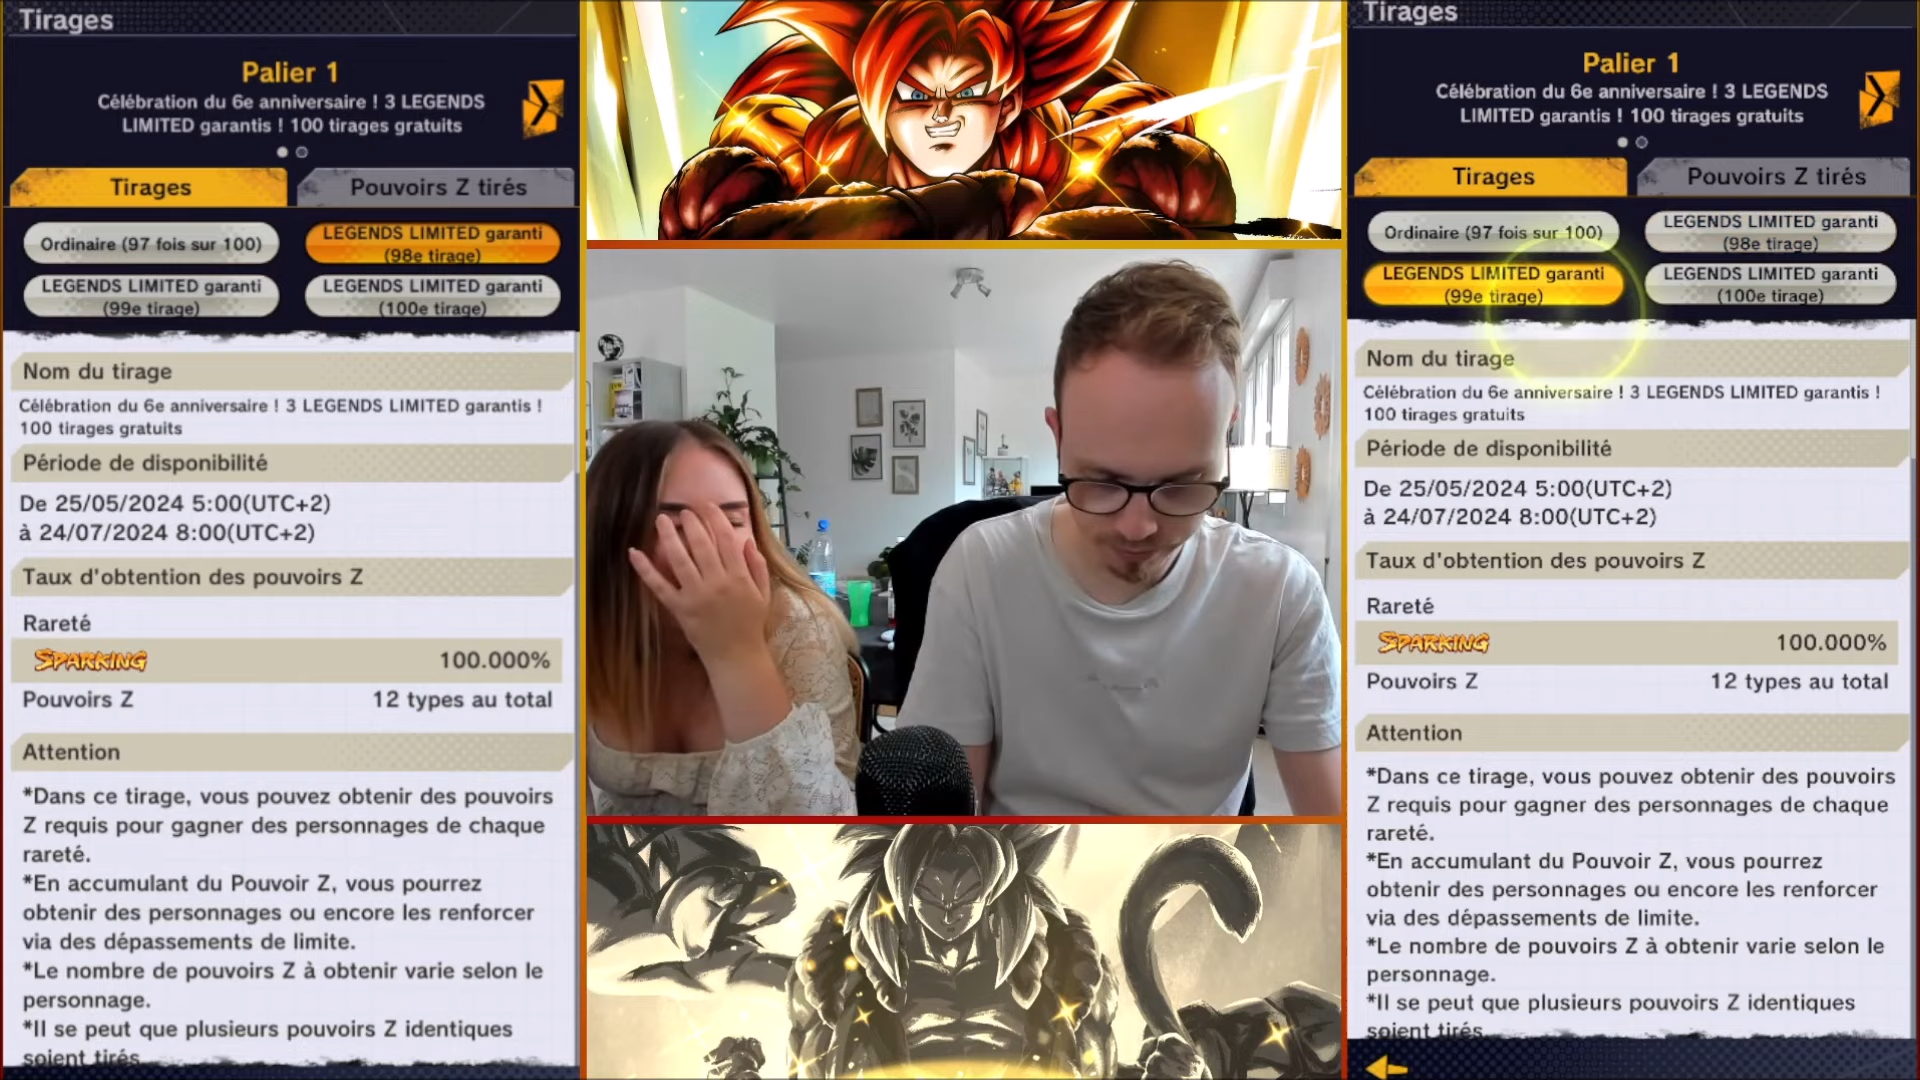 Tirages
Palier 1
Célébration du 6e anniversaire ! 3 LEGENDS
LIMITED garantis ! 100 tirages gratuits
Tirages
Pouvoirs Z tirés
Ordinaire (97 fois sur 100)
LEGENDS LIMITED garanti
(98e tirage)
LEGENDS LIMITED garanti
(99e tirage)
LEGENDS LIMITED garanti
(100e tirage)
Nom du tirage
Célébration du 6e anniversaire ! 3 LEGENDS LIMITED garantis !
100 tirages gratuits
Période de disponibilité
De 25/05/2024 5:00(UTC+2)
à 24/07/2024 8:00(UTC+2)
Taux d'obtention des pouvoirs Z
Rareté
SPARKING 100.000%
Pouvoirs Z 12 types au total
Attention
*Dans ce tirage, vous pouvez obtenir des pouvoirs
Z requis pour gagner des personnages de chaque
rareté.
*En accumulant du Pouvoir Z, vous pourrez
obtenir des personnages ou encore les renforcer
via des dépassements de limite.
*Le nombre de pouvoirs Z à obtenir varie selon le
personnage.
*Il se peut que plusieurs pouvoirs Z identiques
soient tirés
Tirages
Palier 1
Célébration du 6e anniversaire ! 3 LEGENDS
LIMITED garantis ! 100 tirages gratuits
Tirages
Pouvoirs Z tirés
Ordinaire (97 fois sur 100)
LEGENDS LIMITED garanti
(98e tirage)
LEGENDS LIMITED garanti
(99e tirage)
LEGENDS LIMITED garanti
(100e tirage)
Nom du tirage
Célébration du 6e anniversaire ! 3 LEGENDS LIMITED garantis !
100 tirages gratuits
Période de disponibilité
De 25/05/2024 5:00(UTC+2)
à 24/07/2024 8:00(UTC+2)
Taux d'obtention des pouvoirs Z
Rareté
SPARKING 100.000%
Pouvoirs Z 12 types au total
Attention
*Dans ce tirage, vous pouvez obtenir des pouvoirs
Z requis pour gagner des personnages de chaque
rareté.
*En accumulant du Pouvoir Z, vous pourrez
obtenir des personnages ou encore les renforcer
via des dépassements de limite.
*Le nombre de pouvoirs Z à obtenir varie selon le
personnage.
*Il se peut que plusieurs pouvoirs Z identiques
soient tirés